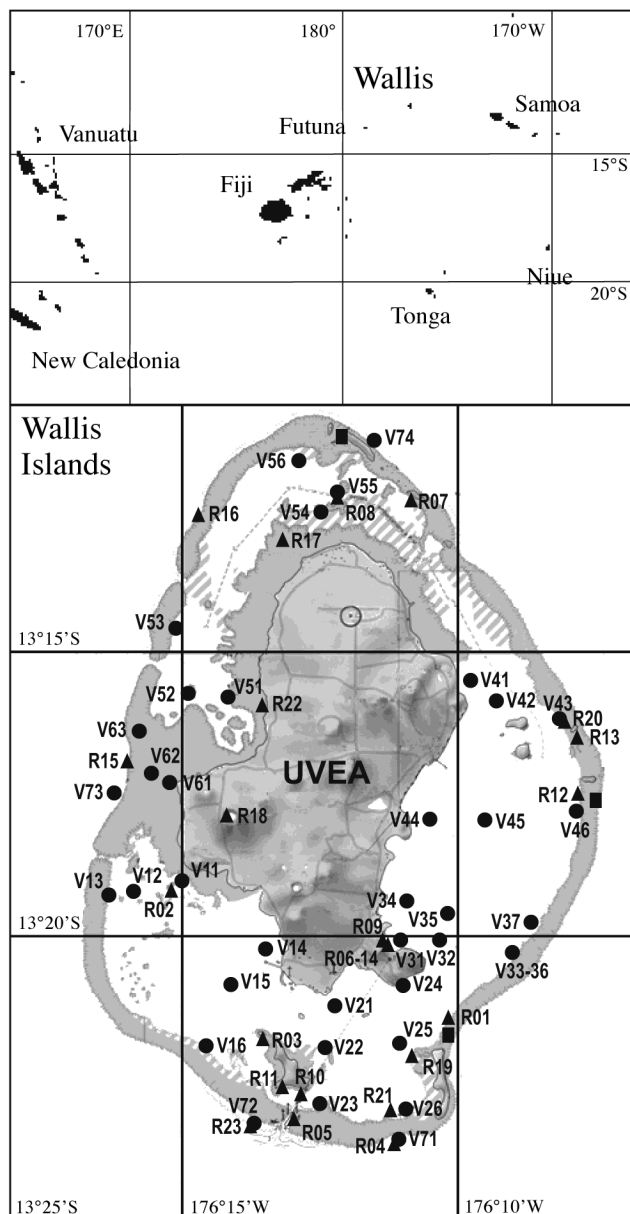 170°E 180° 170°W
Wallis
Samoa
Vanuatu
Futuna
15°S
Fiji
Niue
20°S
Tonga
New Caledonia
Wallis
Islands
V74
V56
V55
R07
V54 R08
R16
R17
V53
13°15'S
V41
V52 V51
V42
R22
V43
R20
V63
R13
R15 V62
UVEA
V61
V73
R12
R18
V44 V45
V46
V11
V13 V12
R02
V34
V35
V37
R09
V14
R06-14 V31 V32
13°20'S
V33-36
V15
V24
V21
R01
V16 R03
V22
V25
R19
R11 R10
V72
V23
R21
V26
R23
R05
V71
R04
13°25'S 176°15'W 176°10'W